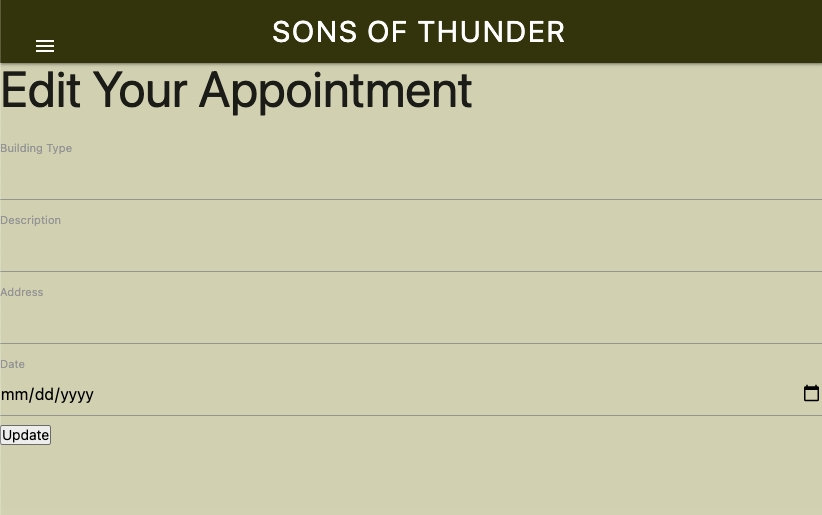 SONS OF THUNDER
Edit Your Appointment
Building Type
Description
Address
Date
mm/dd/yyyy
Update